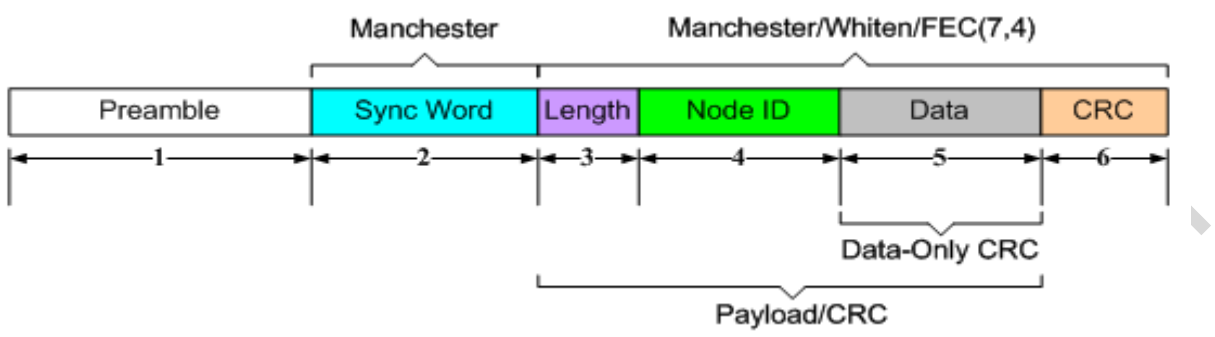 Manchester
Manchester/Whiten/FEC(7,4)
Preamble
Sync Word
Length
Node ID
Data
CRC
1
2
3
4
5
6
Data-Only CRC
Payload/CRC